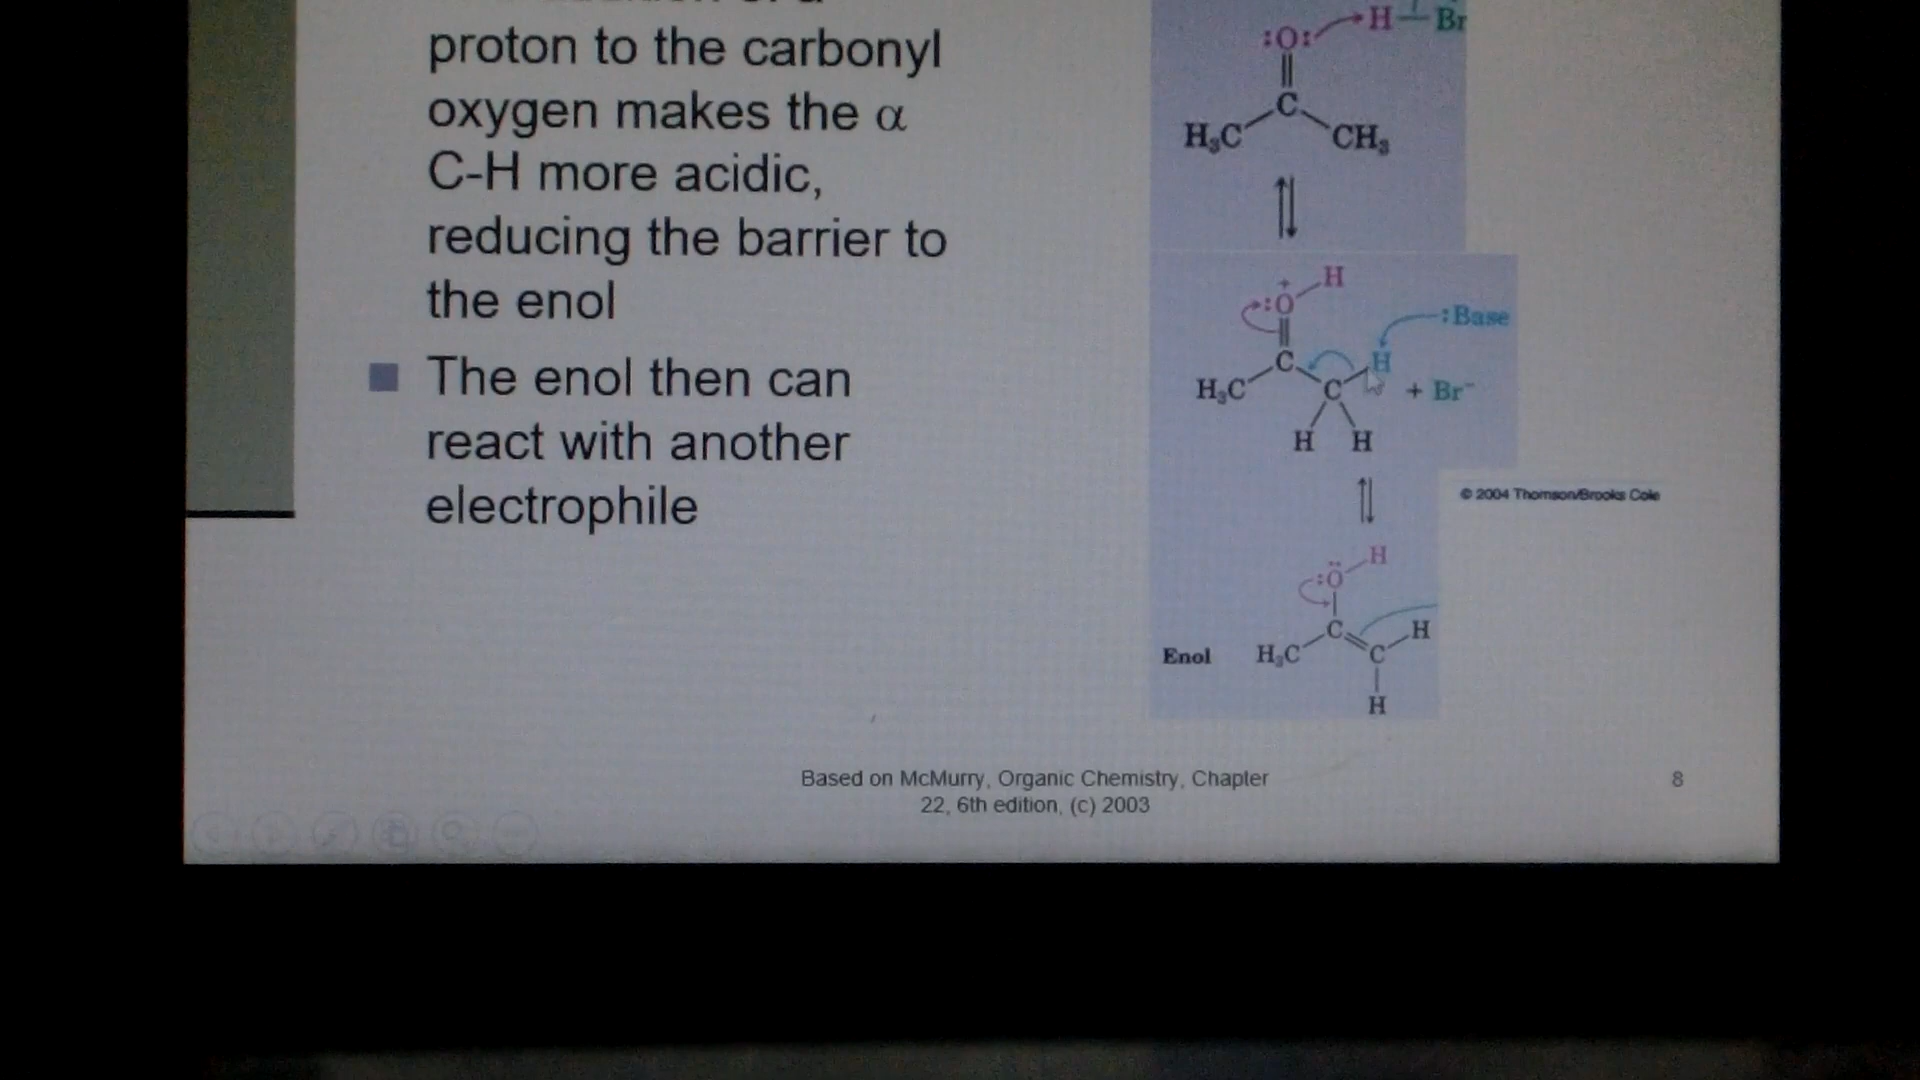 proton to the carbonyl
oxygen makes the α
C-H more acidic,
reducing the barrier to
the enol
The enol then can
react with another
electrophile
:O: H Br
C
H₃C CH₃
H
+
:O
:Base
C H
H₃C C + Br⁻
H H
© 2004 Thomson/Brooks Cole
H
:Ö
C H
Enol H₃C C
H
Based on McMurry, Organic Chemistry, Chapter
22, 6th edition, (c) 2003
8